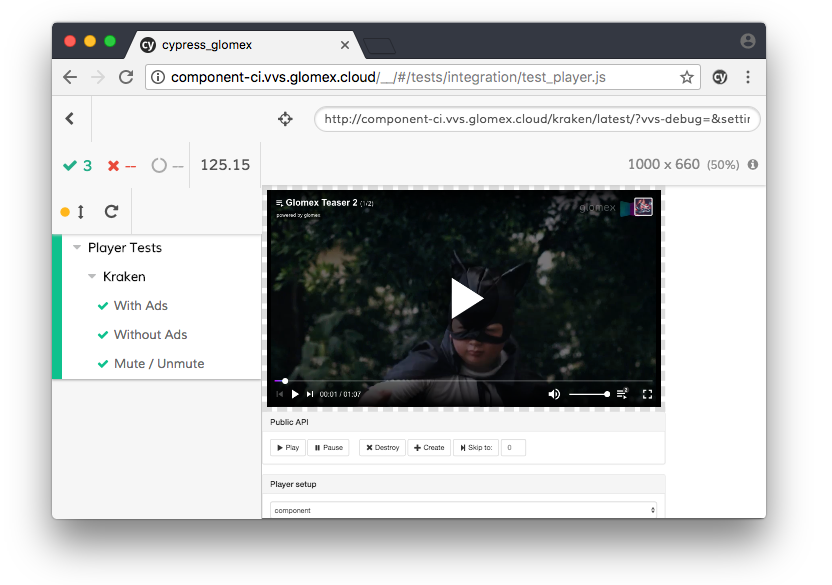 cy cypress_glomex
component-ci.vvs.glomex.cloud/__/#/tests/integration/test_player.js
cy
http://component-ci.vvs.glomex.cloud/kraken/latest/?vvs-debug=&settin
3 -- -- 125.15
1000 x 660 (50%)
Player Tests
Kraken
With Ads
Without Ads
Mute / Unmute
Glomex Teaser 2 (1/2)
powered by glomex
glomex
00:01 / 01:07
2
Public API
Play Pause Destroy Create Skip to: 0
Player setup
component